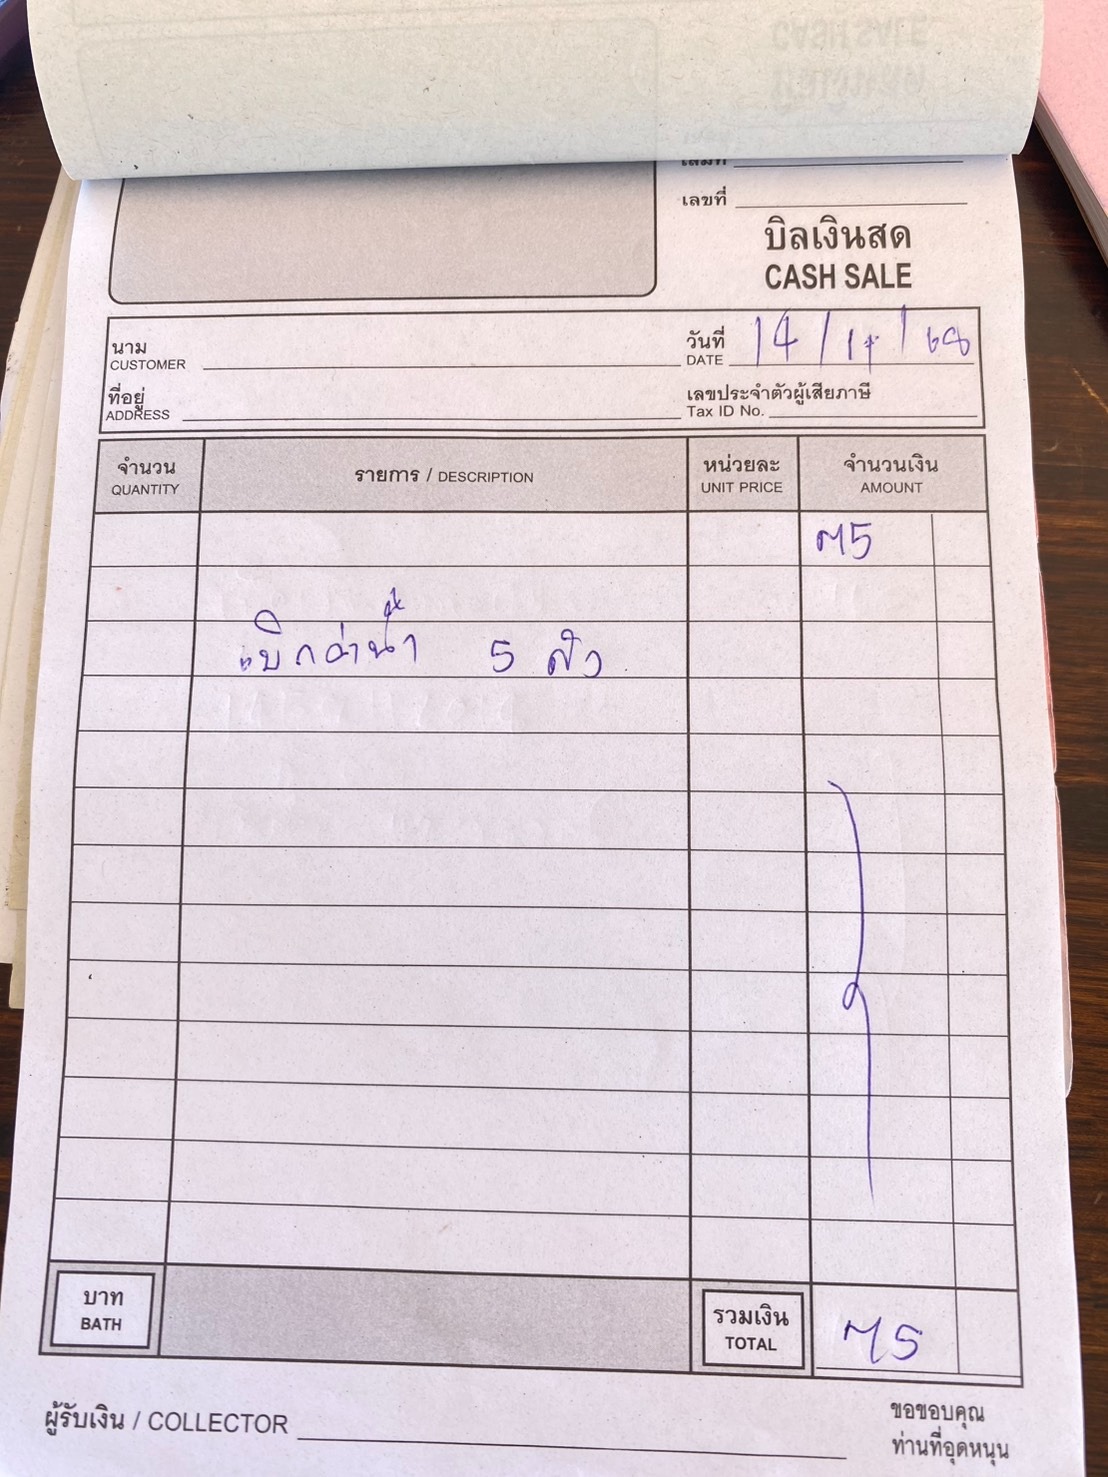 เลขที่
บิลเงินสด
CASH SALE
นาม
CUSTOMER
วันที่
DATE
14 / / 68
ที่อยู่
ADDRESS
เลขประจำตัวผู้เสียภาษี
Tax ID No.
จำนวน
QUANTITY
รายการ / DESCRIPTION
หน่วยละ
UNIT PRICE
จำนวนเงิน
AMOUNT
75
เบิกค่าน้ำ 5 ถัง
บาท
BATH
รวมเงิน
TOTAL
75
ผู้รับเงิน / COLLECTOR
ขอขอบคุณ
ท่านที่อุดหนุน